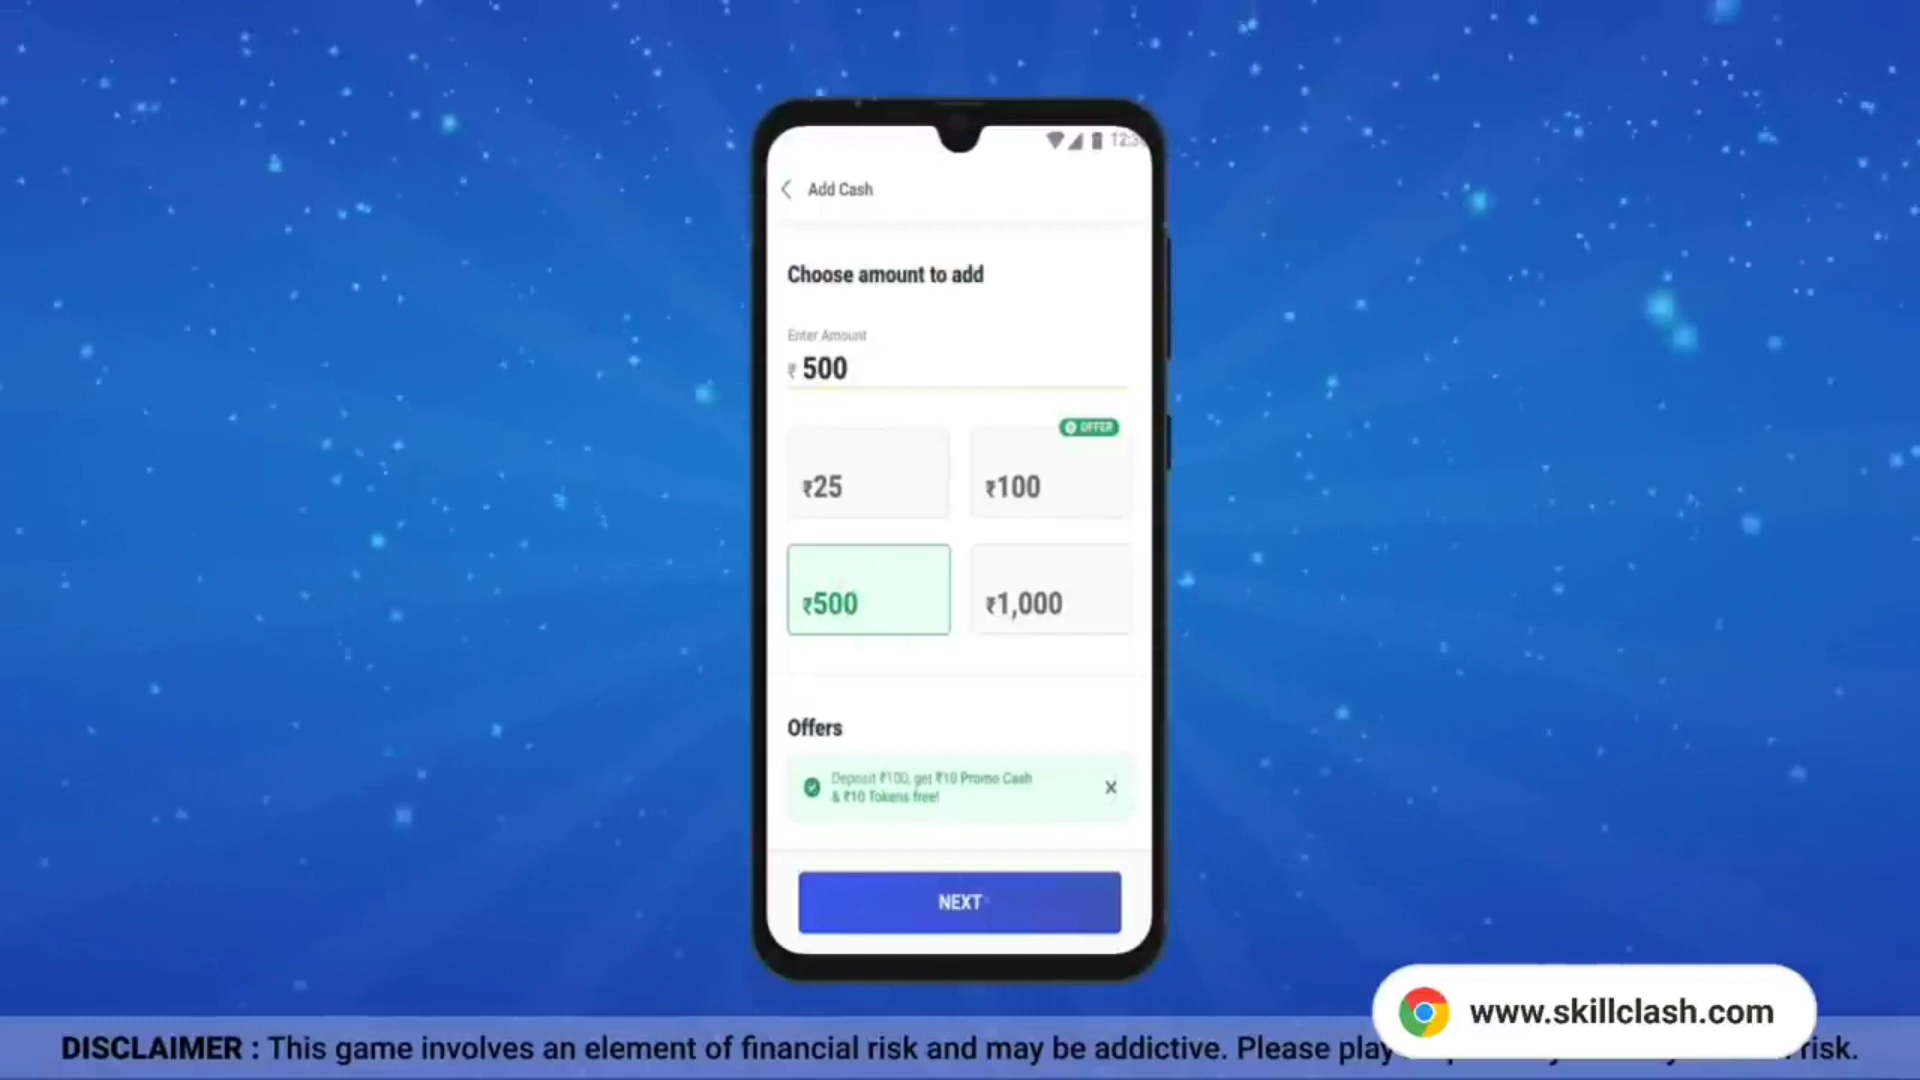 12:3
Add Cash
Choose amount to add
Enter Amount
₹ 500
OFFER
₹25
₹100
₹500
₹1,000
Offers
Deposit ₹100, get ₹10 Promo Cash
& ₹10 Tokens free!
NEXT
www.skillclash.com
DISCLAIMER : This game involves an element of financial risk and may be addictive. Please play risk.